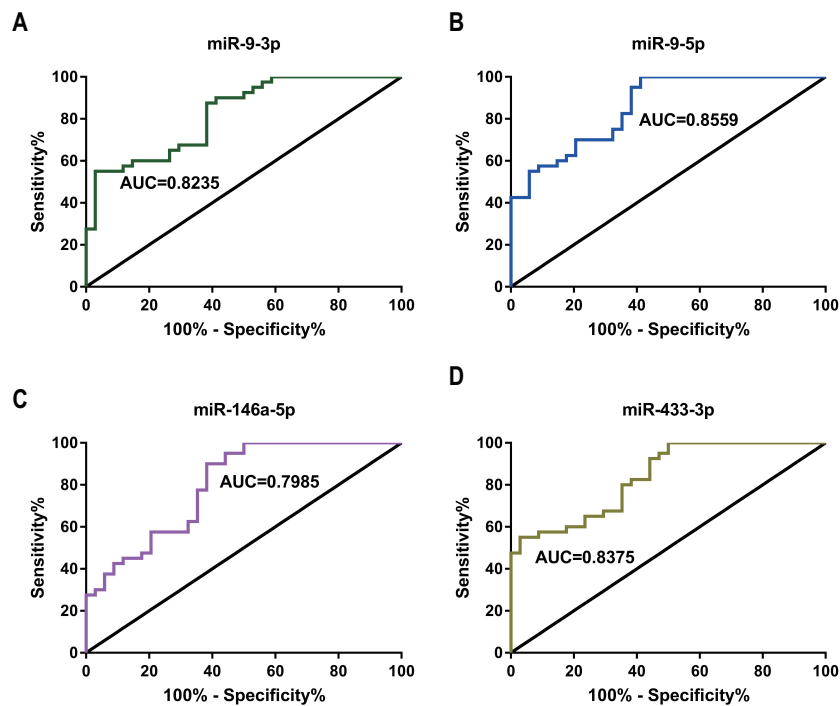 A
miR-9-3p
100
80
60
40
20
0
Sensitivity%
AUC=0.8235
0 20 40 60 80 100
100% - Specificity%
B
miR-9-5p
100
80
60
40
20
0
Sensitivity%
AUC=0.8559
0 20 40 60 80 100
100% - Specificity%
C
miR-146a-5p
100
80
60
40
20
0
Sensitivity%
AUC=0.7985
0 20 40 60 80 100
100% - Specificity%
D
miR-433-3p
100
80
60
40
20
0
Sensitivity%
AUC=0.8375
0 20 40 60 80 100
100% - Specificity%